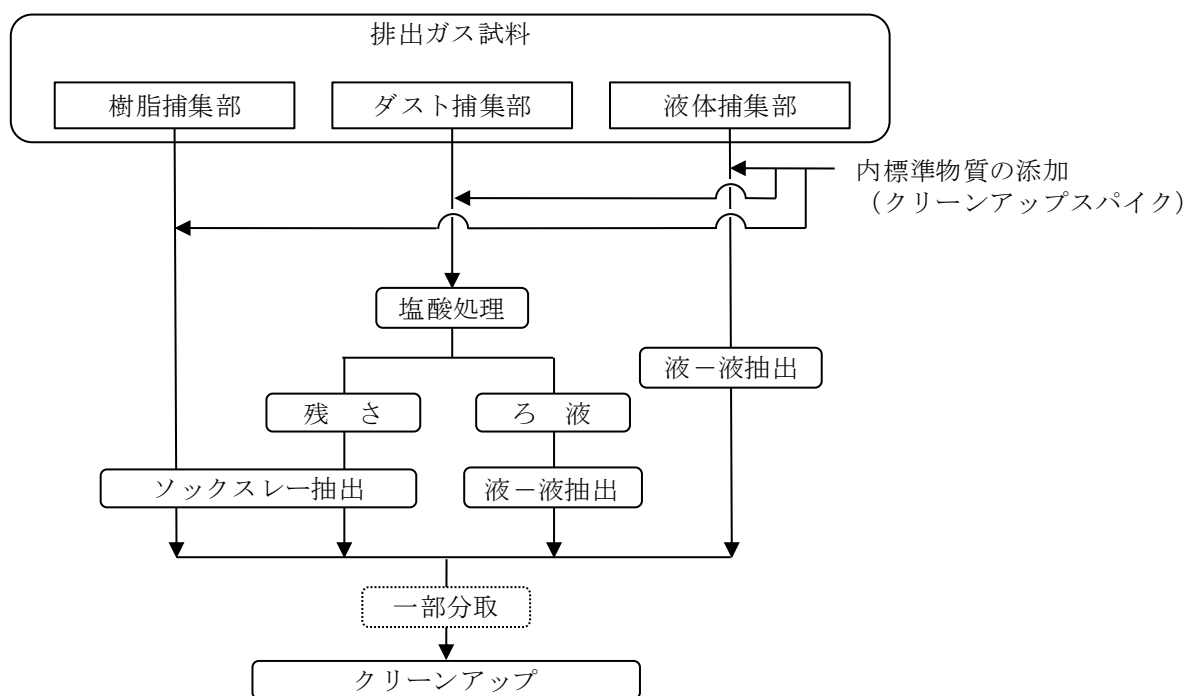 排出ガス試料
樹脂捕集部
ダスト捕集部
液体捕集部
内標準物質の添加
（クリーンアップスパイク）
塩酸処理
液－液抽出
残　さ
ろ　液
ソックスレー抽出
液－液抽出
一部分取
クリーンアップ